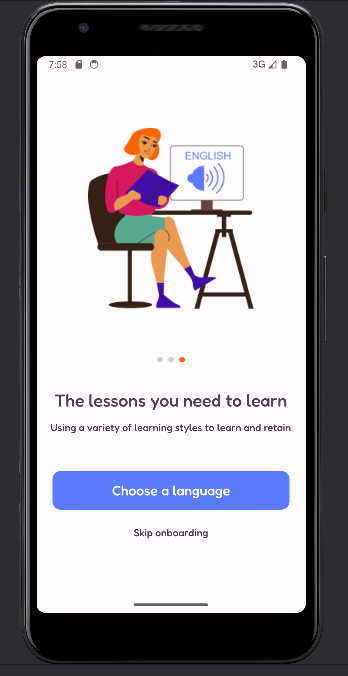 7:58
3G
ENGLISH
The lessons you need to learn
Using a variety of learning styles to learn and retain
Choose a language
Skip onboarding